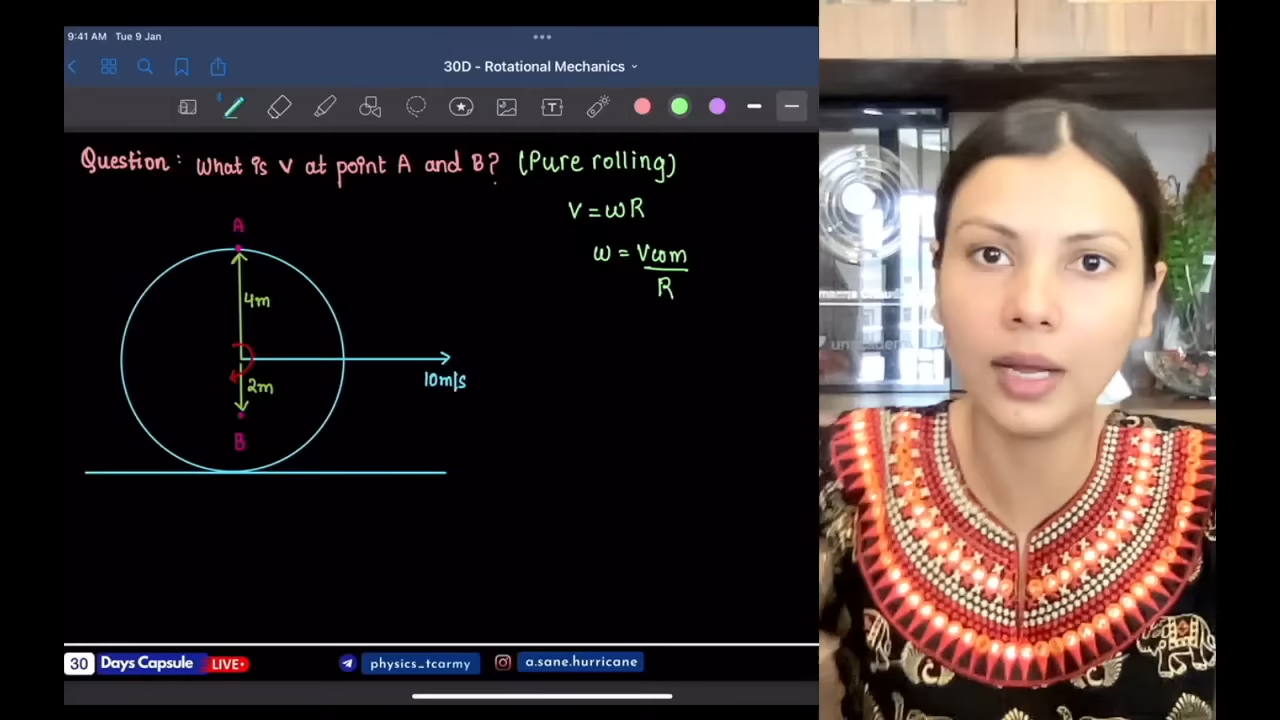 9:41 AM Tue 9 Jan
30D - Rotational Mechanics
Question: What is v at point A and B? (Pure rolling)
V = ωR
A
ω = Vcom
R
4m
10m/s
2m
B
30 Days Capsule LIVE
physics_tcarmy
a.sane.hurricane